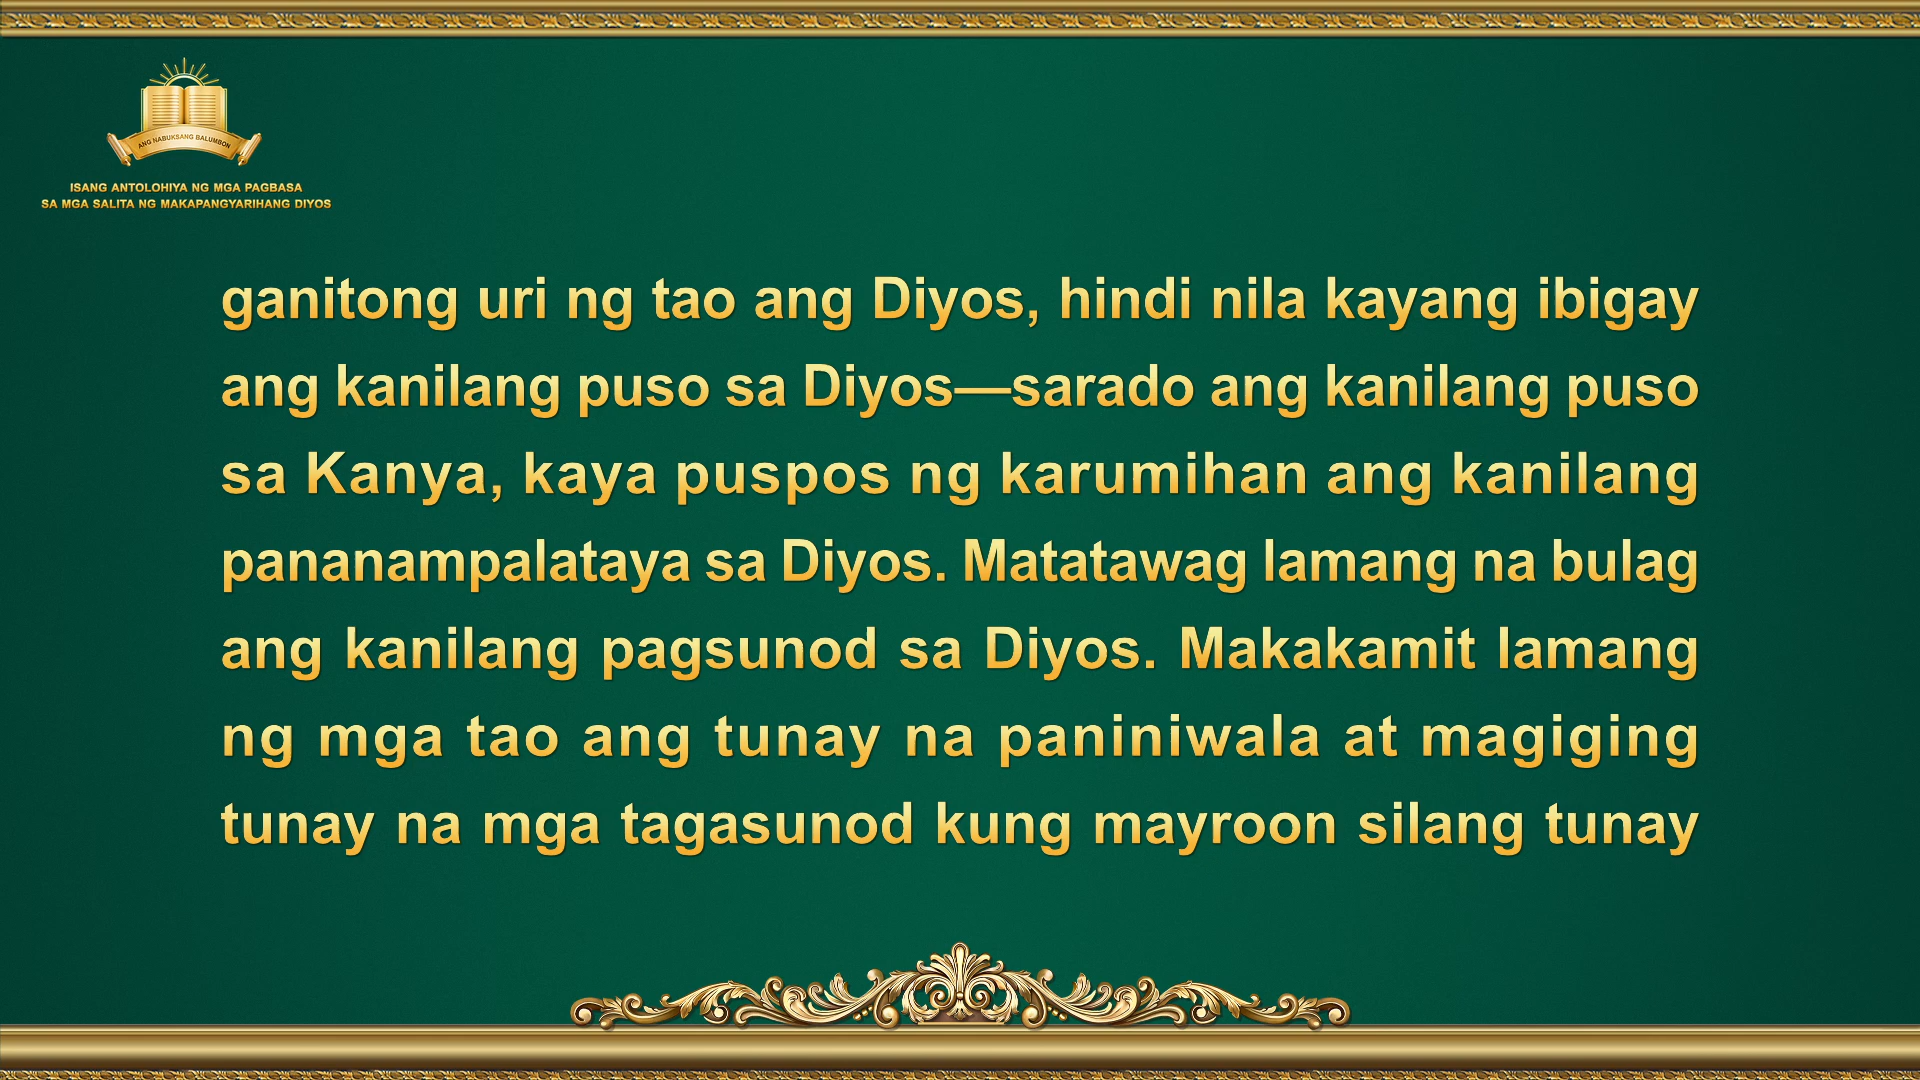 ANG NABUKSANG BALUMBON
ISANG ANTOLOHIYA NG MGA PAGBASA
SA MGA SALITA NG MAKAPANGYARIHANG DIYOS
ganitong uri ng tao ang Diyos, hindi nila kayang ibigay
ang kanilang puso sa Diyos—sarado ang kanilang puso
sa Kanya, kaya puspos ng karumihan ang kanilang
pananampalataya sa Diyos. Matatawag lamang na bulag
ang kanilang pagsunod sa Diyos. Makakamit lamang
ng mga tao ang tunay na paniniwala at magiging
tunay na mga tagasunod kung mayroon silang tunay